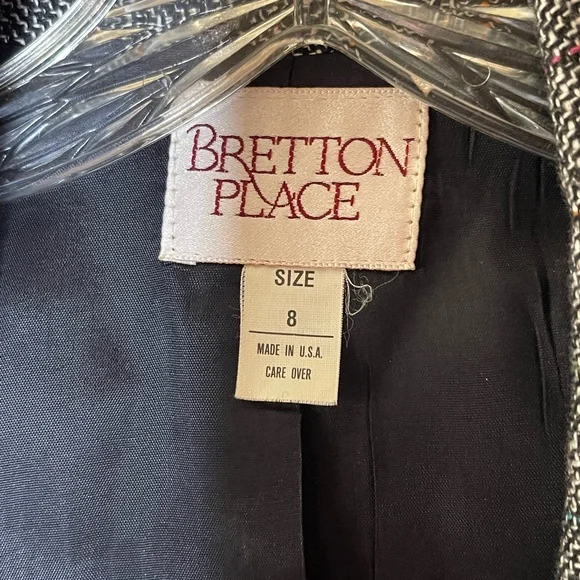 BRETTON
PLACE
SIZE
8
MADE IN U.S.A.
CARE OVER